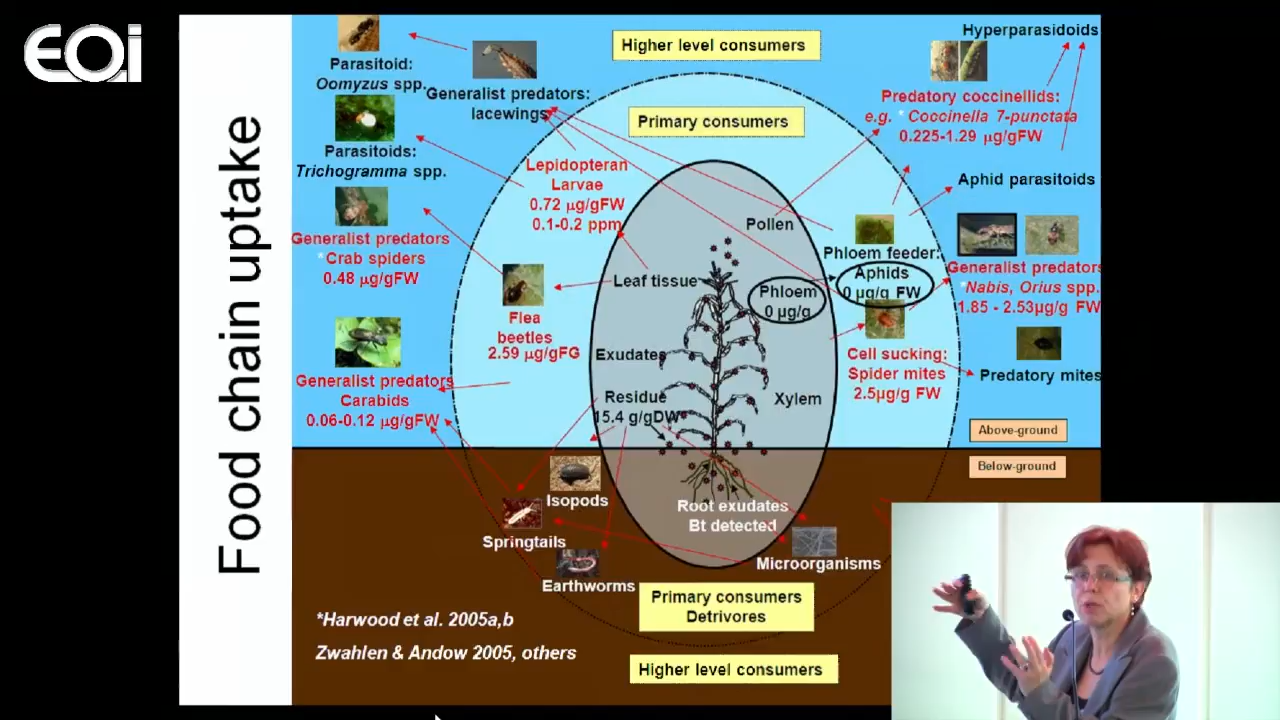 EOi
Food chain uptake
Higher level consumers
Primary consumers
Parasitoid:
Oomyzus spp.
Generalist predators:
lacewings
Parasitoids:
Trichogramma spp.
Generalist predators
*Crab spiders
0.48 µg/gFW
Generalist predators
Carabids
0.06-0.12 µg/gFW
Lepidopteran
Larvae
0.72 µg/gFW
0.1-0.2 ppm
Flea
beetles
2.59 µg/gFG
Pollen
Leaf tissue
Phloem
0 µg/g
Exudates
Residue
15.4 g/gDW
Xylem
Root exudates
Bt detected
Hyperparasidoids
Predatory coccinellids:
e.g. * Coccinella 7-punctata
0.225-1.29 µg/gFW
Aphid parasitoids
Phloem feeder:
Aphids
0 µg/g FW
Generalist predators
*Nabis, Orius spp.
1.85 - 2.53µg/g FW
Cell sucking:
Spider mites
2.5µg/g FW
Predatory mites
Above-ground
Below-ground
Isopods
Springtails
Earthworms
Microorganisms
Primary consumers
Detrivores
Higher level consumers
*Harwood et al. 2005a,b
Zwahlen & Andow 2005, others